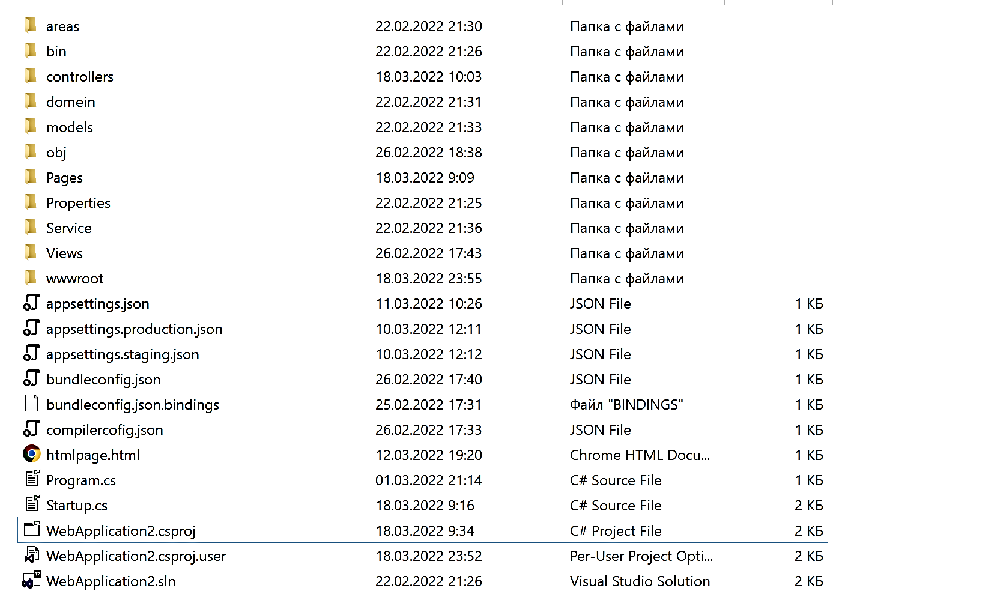 areas 22.02.2022 21:30 Папка с файлами
bin 22.02.2022 21:26 Папка с файлами
controllers 18.03.2022 10:03 Папка с файлами
domein 22.02.2022 21:31 Папка с файлами
models 22.02.2022 21:33 Папка с файлами
obj 26.02.2022 18:38 Папка с файлами
Pages 18.03.2022 9:09 Папка с файлами
Properties 22.02.2022 21:25 Папка с файлами
Service 22.02.2022 21:36 Папка с файлами
Views 26.02.2022 17:43 Папка с файлами
wwwroot 18.03.2022 23:55 Папка с файлами
appsettings.json 11.03.2022 10:26 JSON File 1 КБ
appsettings.production.json 10.03.2022 12:11 JSON File 1 КБ
appsettings.staging.json 10.03.2022 12:12 JSON File 1 КБ
bundleconfig.json 26.02.2022 17:40 JSON File 1 КБ
bundleconfig.json.bindings 25.02.2022 17:31 Файл "BINDINGS" 1 КБ
compilercofig.json 26.02.2022 17:33 JSON File 1 КБ
htmlpage.html 12.03.2022 19:20 Chrome HTML Docu... 1 КБ
Program.cs 01.03.2022 21:14 C# Source File 1 КБ
Startup.cs 18.03.2022 9:16 C# Source File 2 КБ
WebApplication2.csproj 18.03.2022 9:34 C# Project File 2 КБ
WebApplication2.csproj.user 18.03.2022 23:52 Per-User Project Opti... 2 КБ
WebApplication2.sln 22.02.2022 21:26 Visual Studio Solution 2 КБ